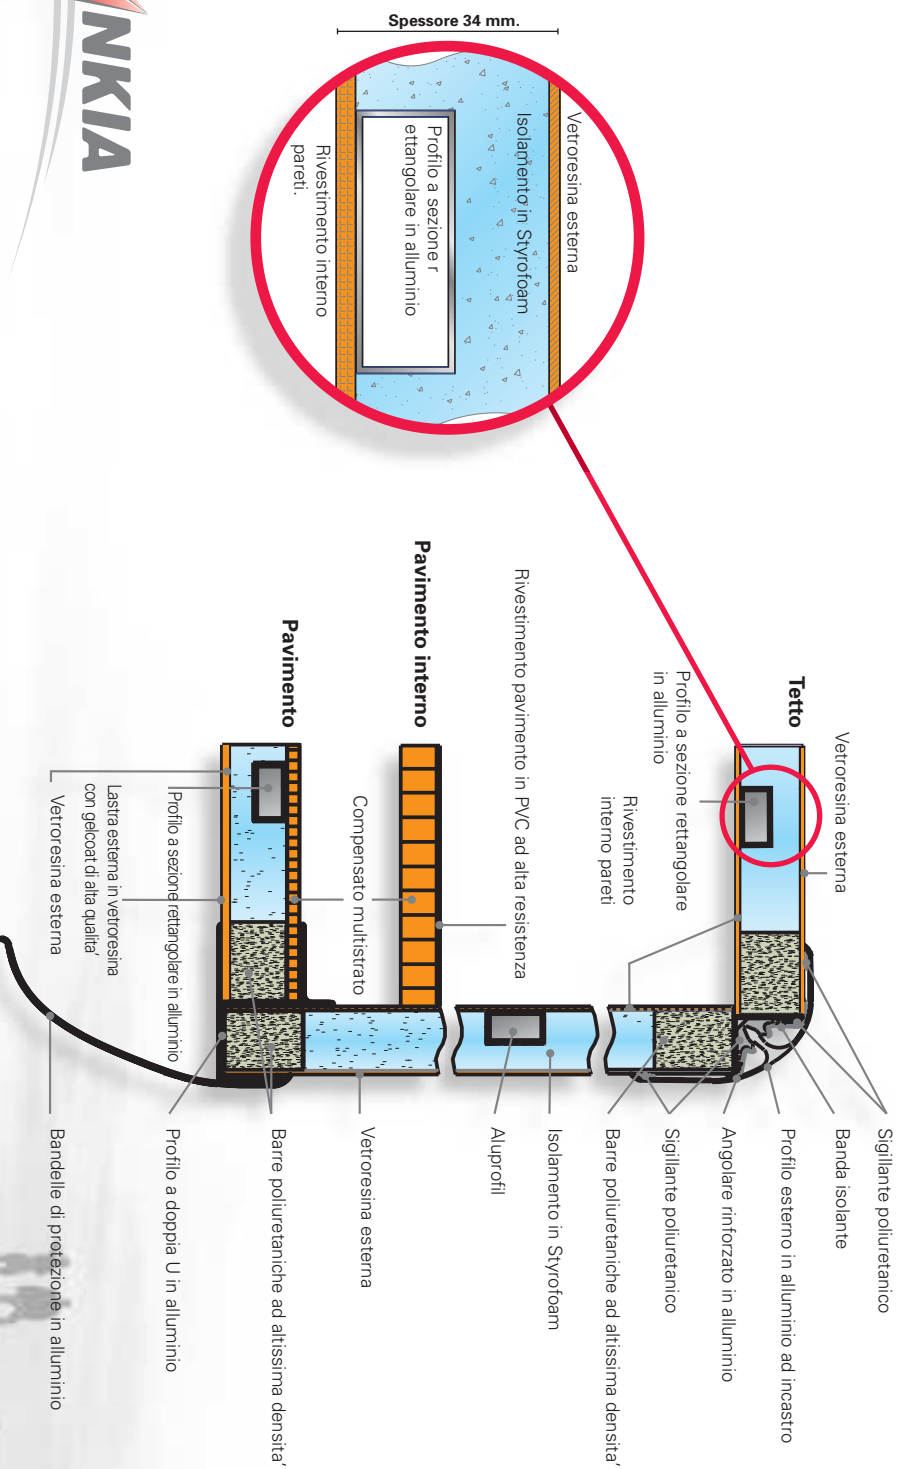 Spessore 34 mm.
NKIA
Vetroresina esterna
Isolamento in Styrofoam
Profilo a sezione r
ettangolare in alluminio
Rivestimento interno
pareti.
Tetto
Vetroresina esterna
Profilo a sezione rettangolare
in alluminio
Rivestimento
interno pareti
Rivestimento pavimento in PVC ad alta resistenza
Pavimento interno
Compensato multistrato
Pavimento
Profilo a sezione rettangolare in alluminio
Lastra esterna in vetroresina
con gelcoat di alta qualita'
Vetroresina esterna
Sigillante poliuretanico
Banda isolante
Profilo esterno in alluminio ad incastro
Angolare rinforzato in alluminio
Sigillante poliuretanico
Barre poliuretaniche ad altissima densita'
Isolamento in Styrofoam
Aluprofil
Vetroresina esterna
Barre poliuretaniche ad altissima densita'
Profilo a doppia U in alluminio
Bandelle di protezione in alluminio